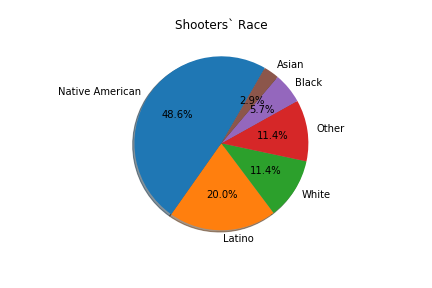 Shooters` Race
Asian
Black
Native American
2.9%
5.7%
48.6%
Other
11.4%
11.4%
White
20.0%
Latino